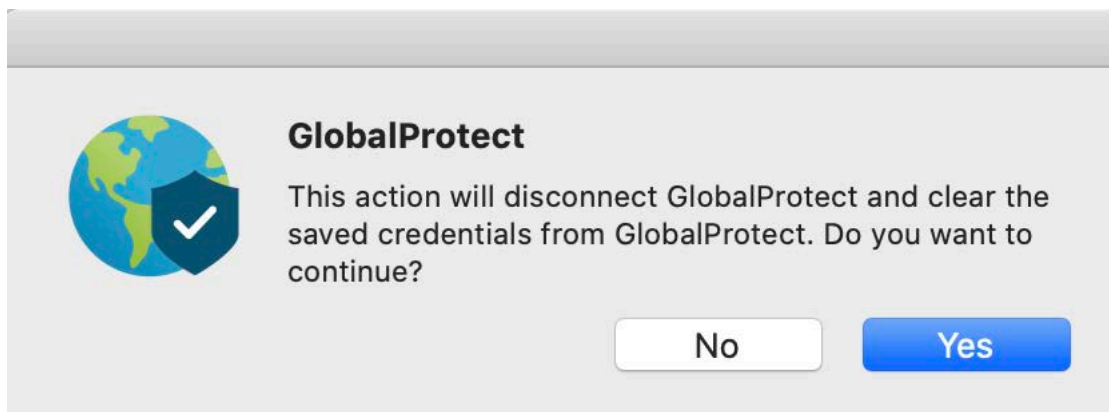 GlobalProtect
This action will disconnect GlobalProtect and clear the
saved credentials from GlobalProtect. Do you want to
continue?
No
Yes